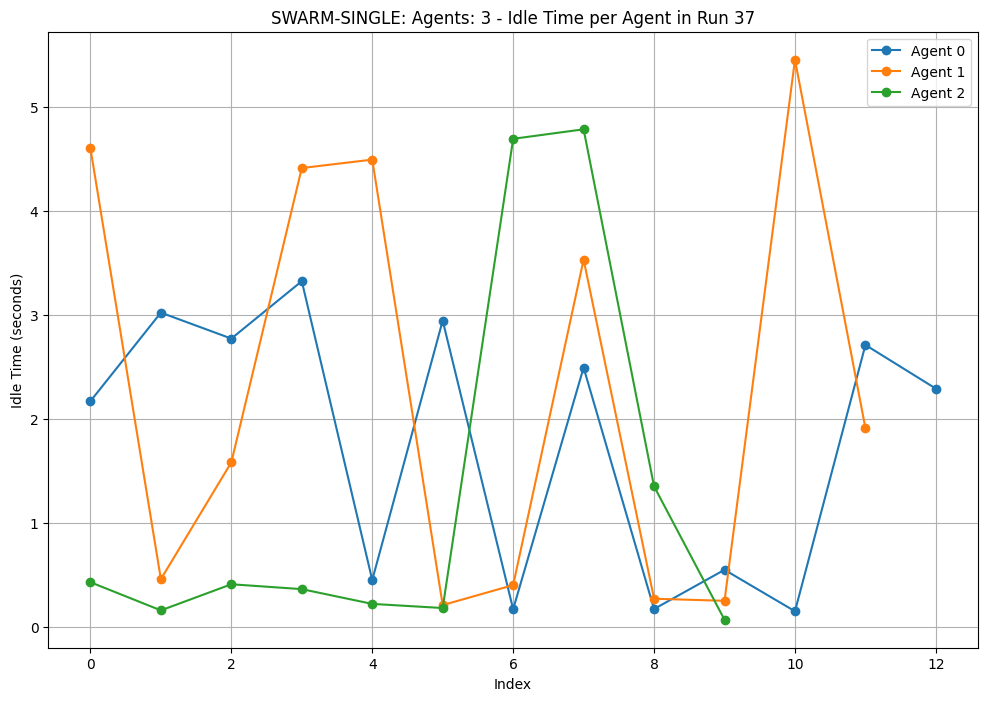 SWARM-SINGLE: Agents: 3 - Idle Time per Agent in Run 37
Agent 0
Agent 1
Agent 2
Idle Time (seconds)
5
4
3
2
1
0
0 2 4 6 8 10 12
Index